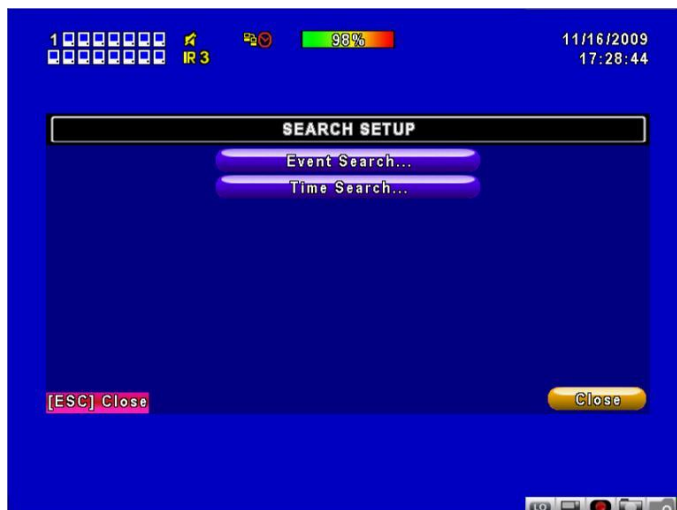 1
IR 3
98%
11/16/2009
17:28:44
SEARCH SETUP
Event Search...
Time Search...
[ESC] Close
Close